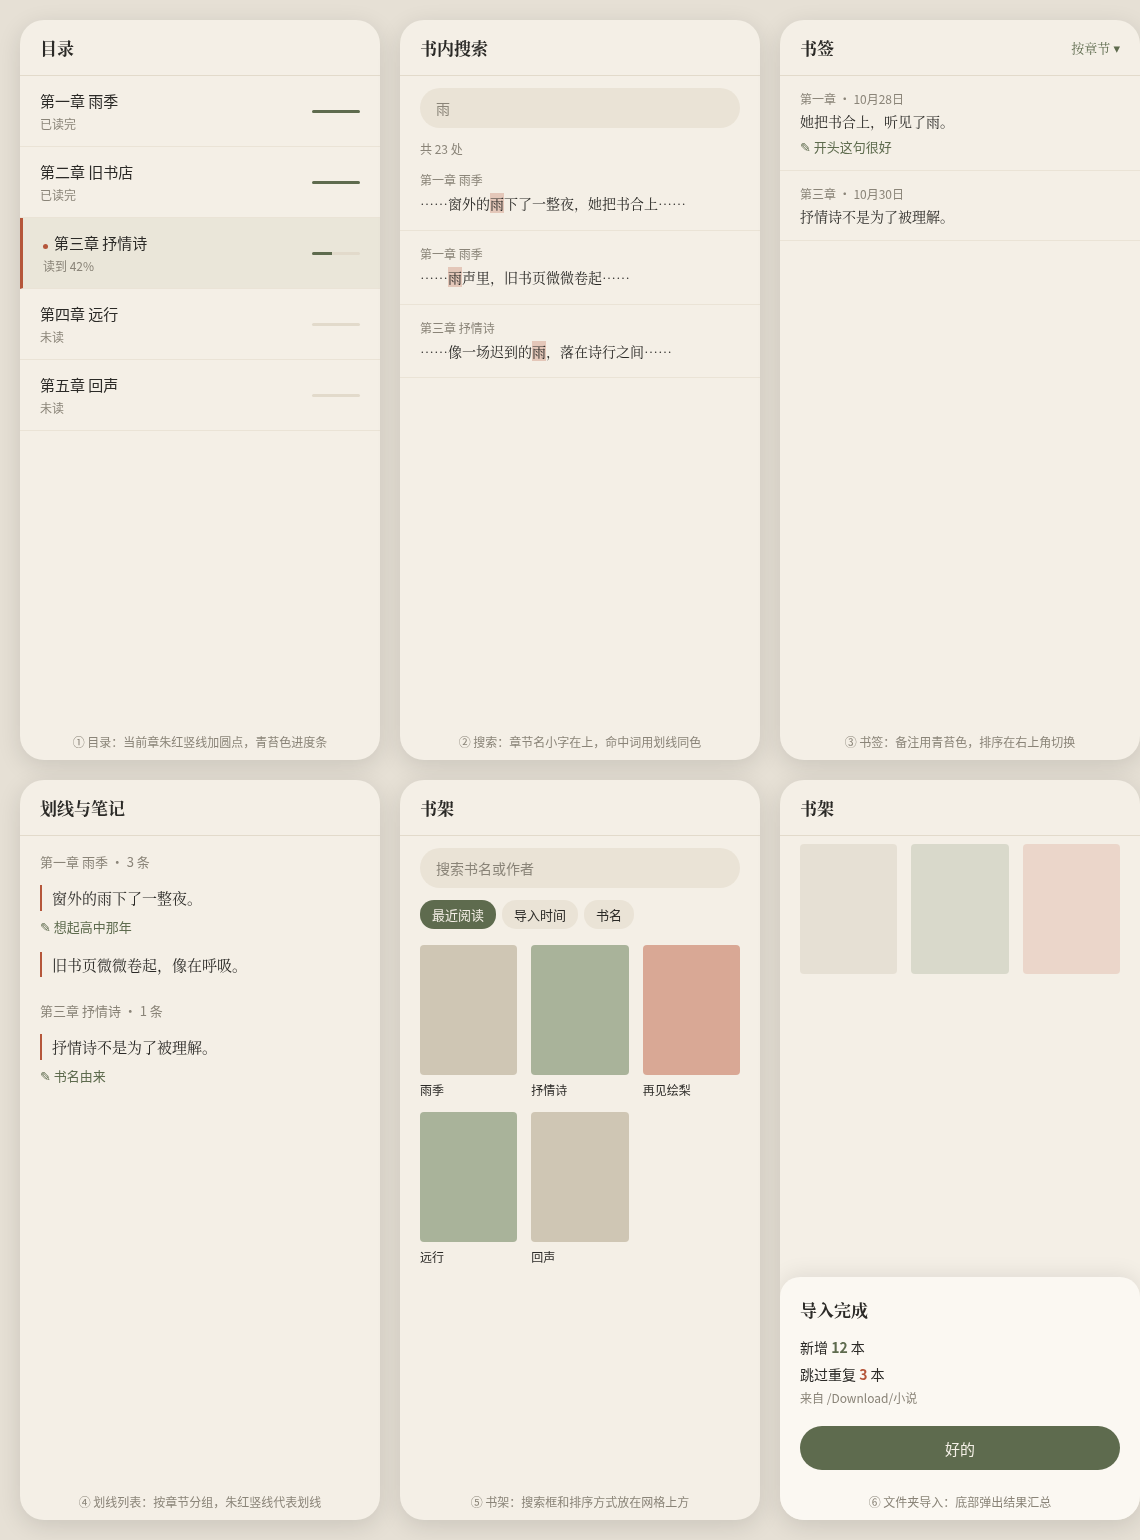 目录
第一章 雨季
已读完
第二章 旧书店
已读完
第三章 抒情诗
读到 42%
第四章 远行
未读
第五章 回声
未读
① 目录：当前章朱红竖线加圆点，青苔色进度条
书内搜索
雨
共 23 处
第一章 雨季
……窗外的雨下了一整夜，她把书合上……
第一章 雨季
……雨声里，旧书页微微卷起……
第三章 抒情诗
……像一场迟到的雨，落在诗行之间……
② 搜索：章节名小字在上，命中词用划线同色
书签
按章节 ▾
第一章 · 10月28日
她把书合上，听见了雨。
✎ 开头这句很好
第三章 · 10月30日
抒情诗不是为了被理解。
③ 书签：备注用青苔色，排序在右上角切换
划线与笔记
第一章 雨季 · 3 条
窗外的雨下了一整夜。
✎ 想起高中那年
旧书页微微卷起，像在呼吸。
第三章 抒情诗 · 1 条
抒情诗不是为了被理解。
✎ 书名由来
④ 划线列表：按章节分组，朱红竖线代表划线
书架
搜索书名或作者
最近阅读 导入时间 书名
雨季 抒情诗 再见绘梨
远行 回声
⑤ 书架：搜索框和排序方式放在网格上方
书架
导入完成
新增 12 本
跳过重复 3 本
来自 /Download/小说
好的
⑥ 文件夹导入：底部弹出结果汇总